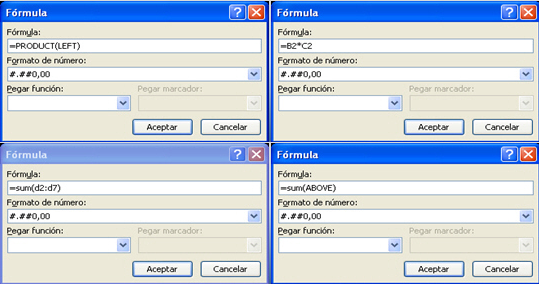 Fórmula
Fórmula:
=PRODUCT(LEFT)
Formato de número:
#.##0,00
Pegar función:
Pegar marcador:
Aceptar
Cancelar
Fórmula
Fórmula:
=B2*C2
Formato de número:
#.##0,00
Pegar función:
Pegar marcador:
Aceptar
Cancelar
Fórmula
Fórmula:
=sum(d2:d7)
Formato de número:
#.##0,00
Pegar función:
Pegar marcador:
Aceptar
Cancelar
Fórmula
Fórmula:
=sum(ABOVE)
Formato de número:
#.##0,00
Pegar función:
Pegar marcador:
Aceptar
Cancelar